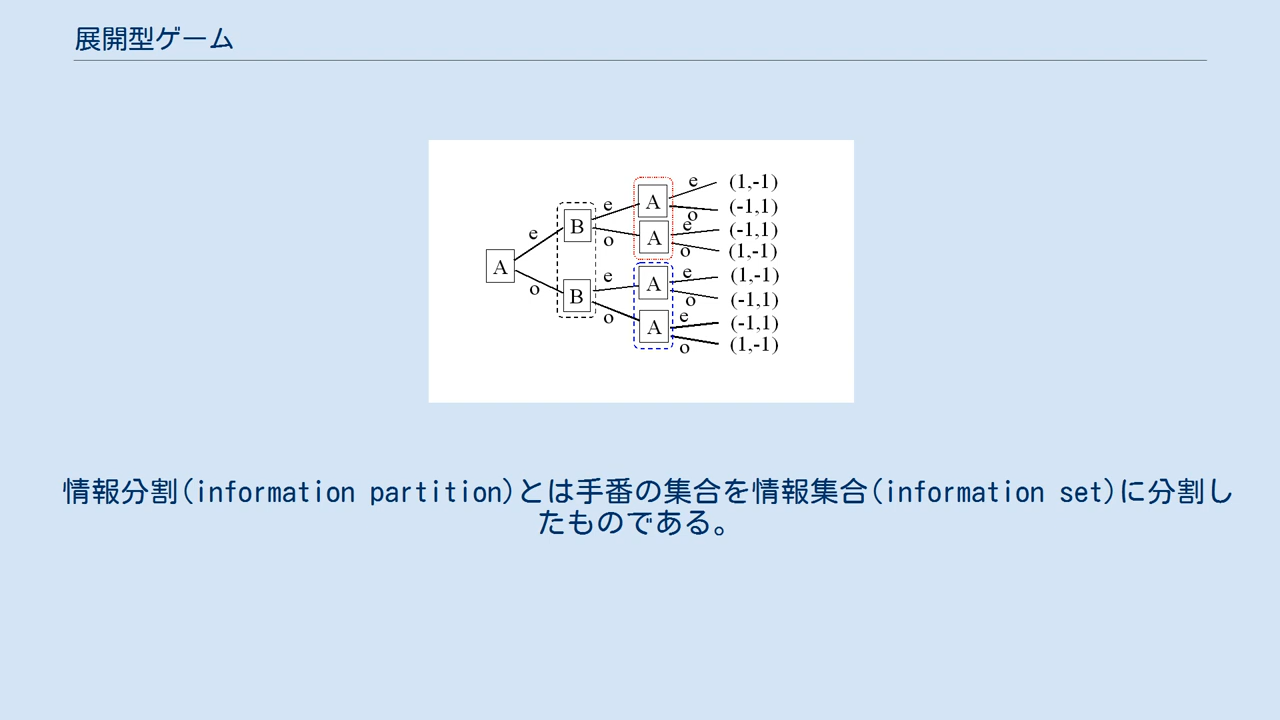 展開型ゲーム
e (1,-1)
A
e o (-1,1)
B e (-1,1)
e o A
o (1,-1)
A
e e (1,-1)
o A
B o (-1,1)
o e (-1,1)
A
o (1,-1)
情報分割(information partition)とは手番の集合を情報集合(information set)に分割し
たものである。